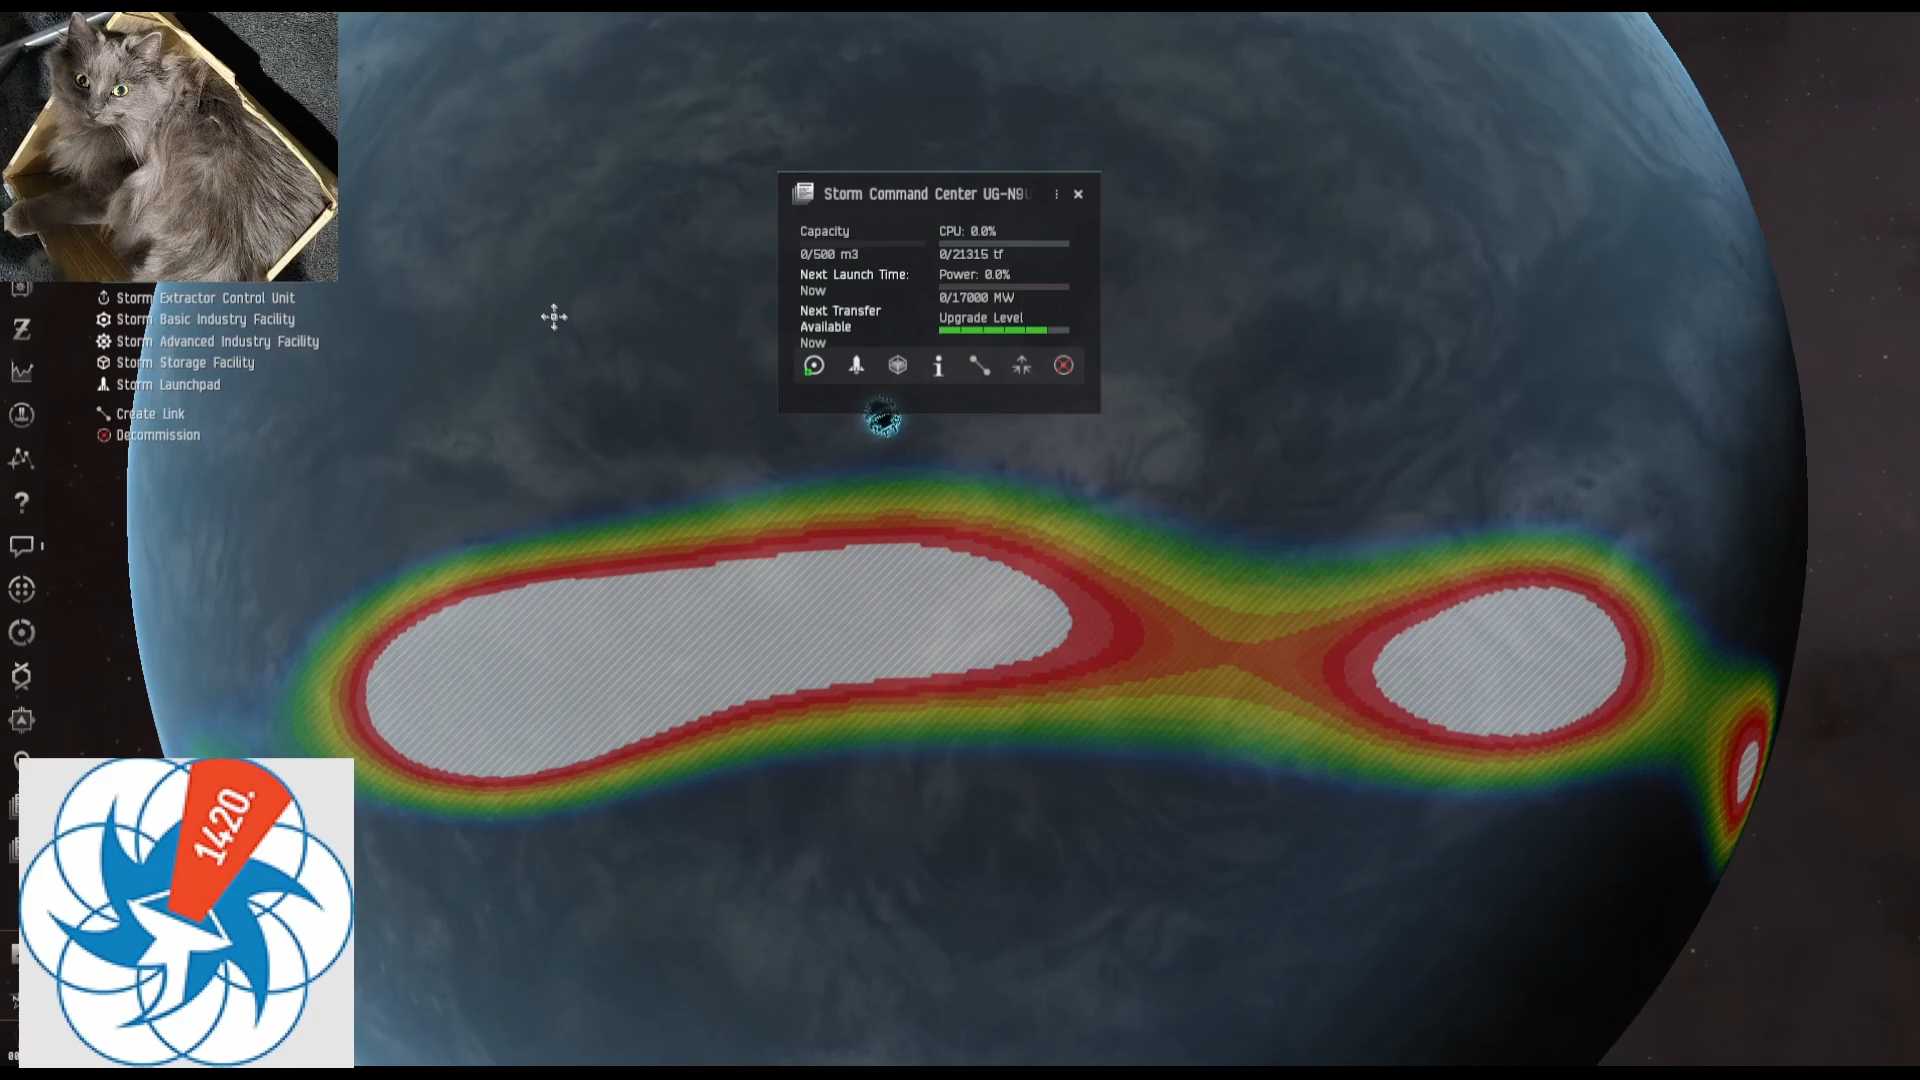 Storm Extractor Control Unit
Storm Basic Industry Facility
Storm Advanced Industry Facility
Storm Storage Facility
Storm Launchpad
Create Link
Decommission
Storm Command Center UG-N9
Capacity
0/500 m3
Next Launch Time:
Now
Next Transfer
Available
Now
CPU: 0.0%
0/21315 tf
Power: 0.0%
0/17000 MW
Upgrade Level
1420.
00